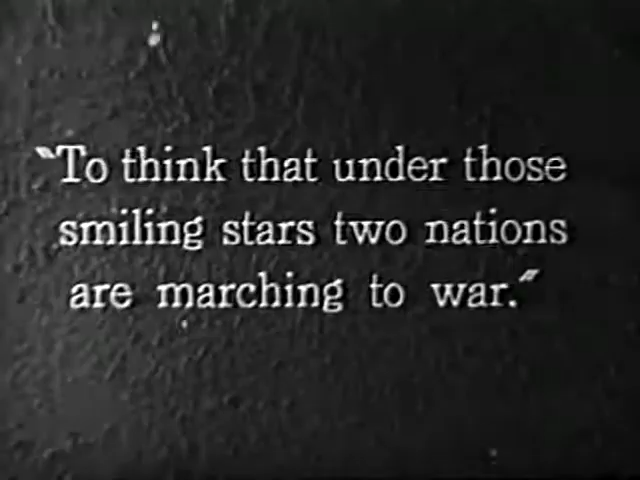 "To think that under those
smiling stars two nations
are marching to war."